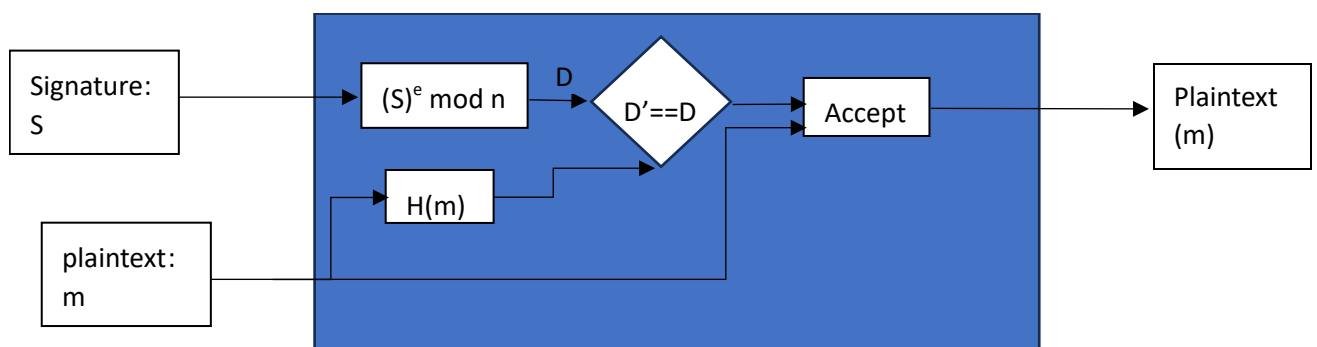 Signature:
S
(S)^e mod n
D
D’==D
Accept
Plaintext
(m)
H(m)
plaintext:
m